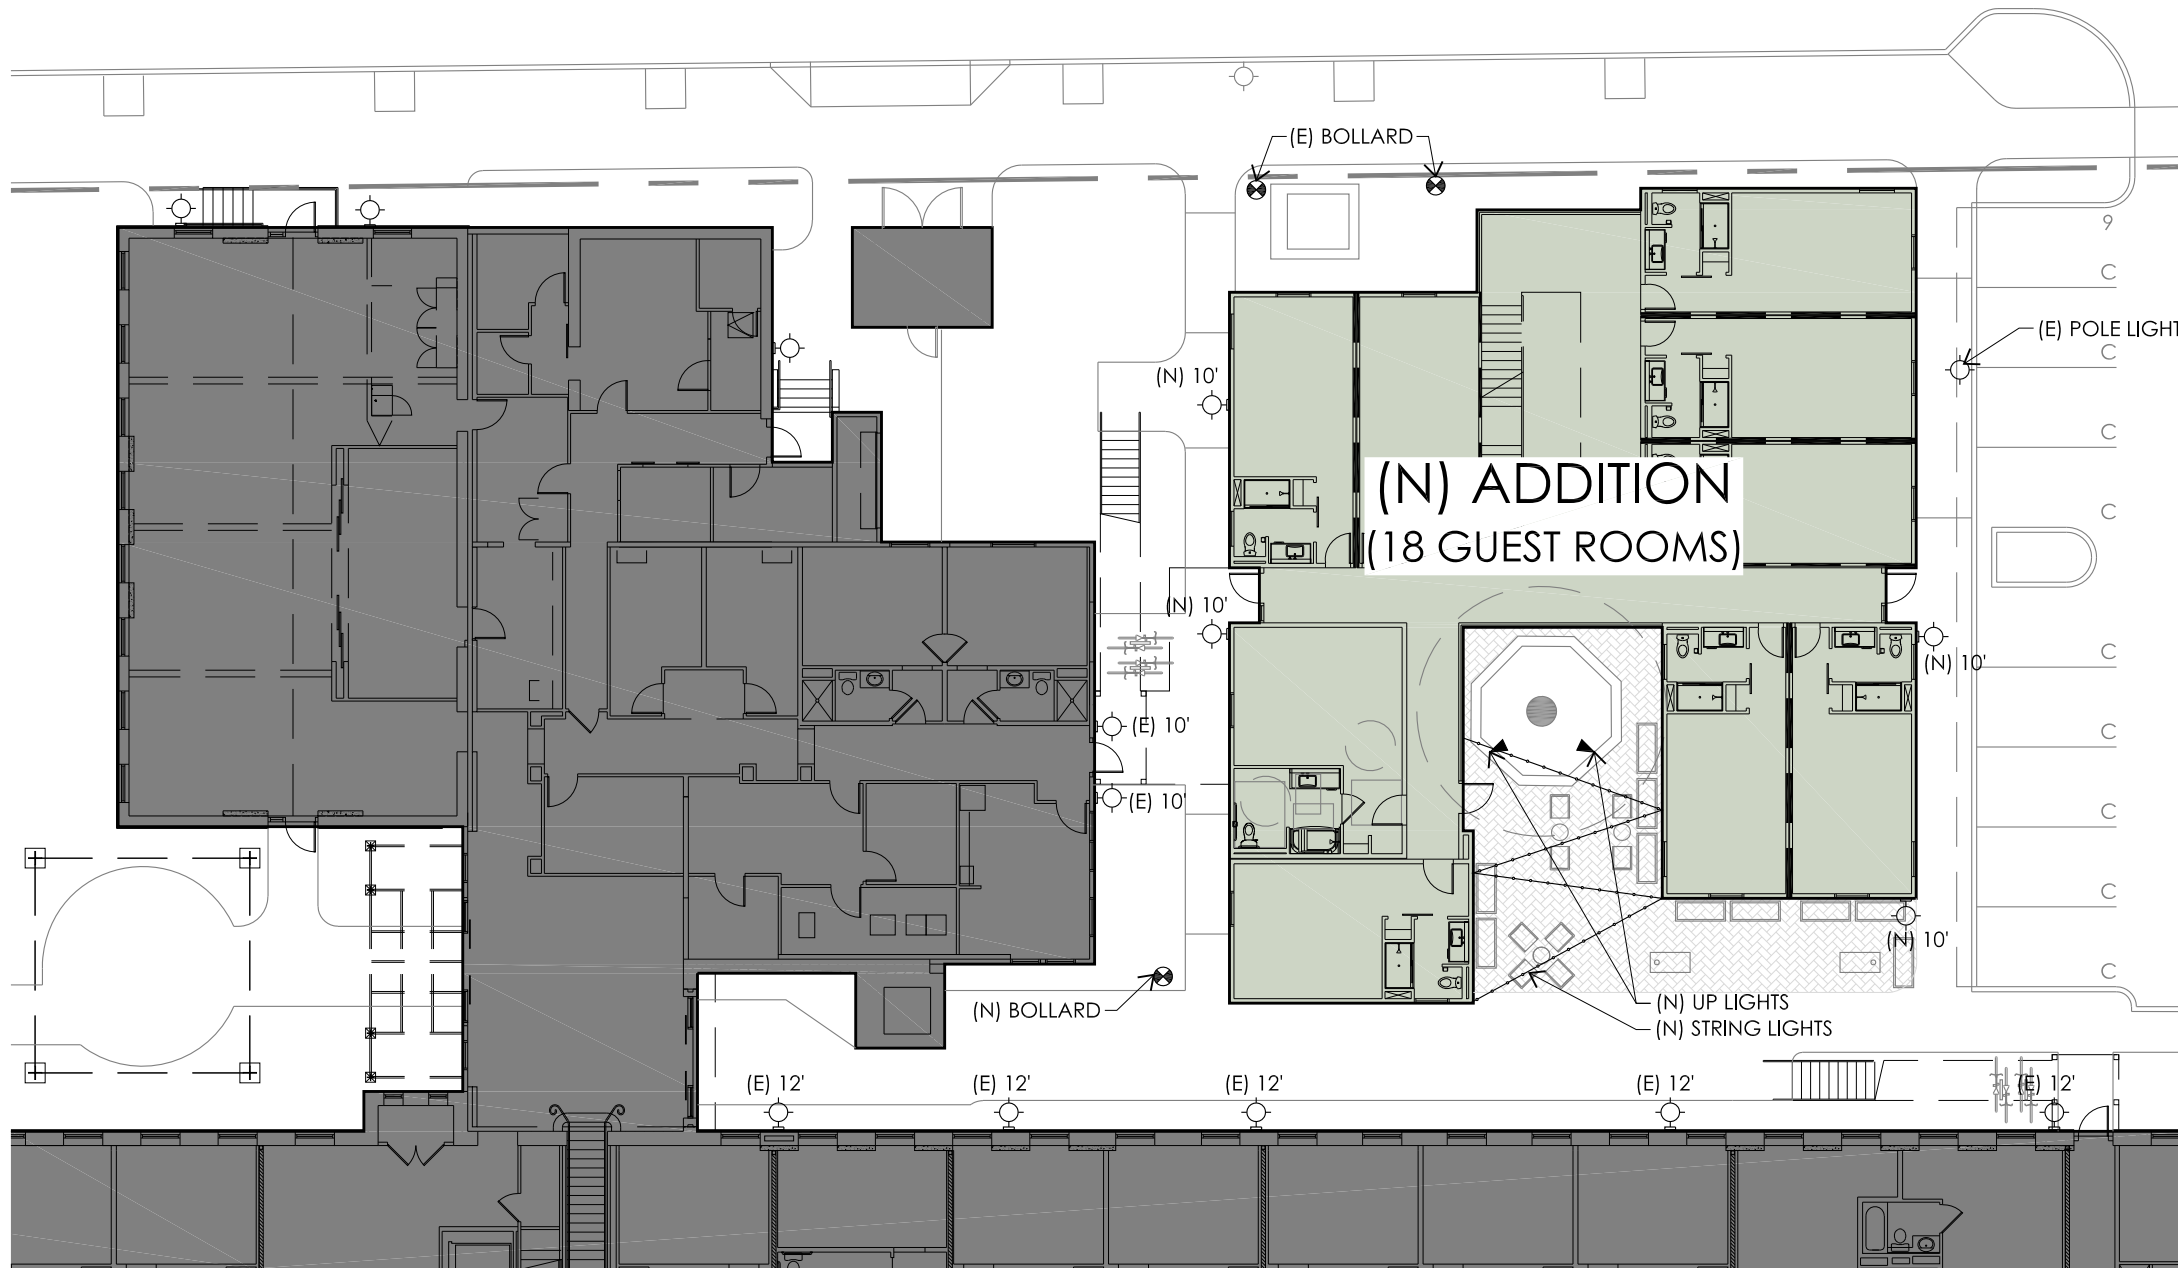 (E) BOLLARD
9
C
(E) POLE LIGHT
C
(N) 10'
C
(N) ADDITION
(18 GUEST ROOMS)
C
(N) 10'
C
(N) 10'
(E) 10'
C
(E) 10'
C
C
(N) 10'
C
(N) BOLLARD
(N) UP LIGHTS
(N) STRING LIGHTS
(E) 12'
(E) 12'
(E) 12'
(E) 12'
(E) 12'